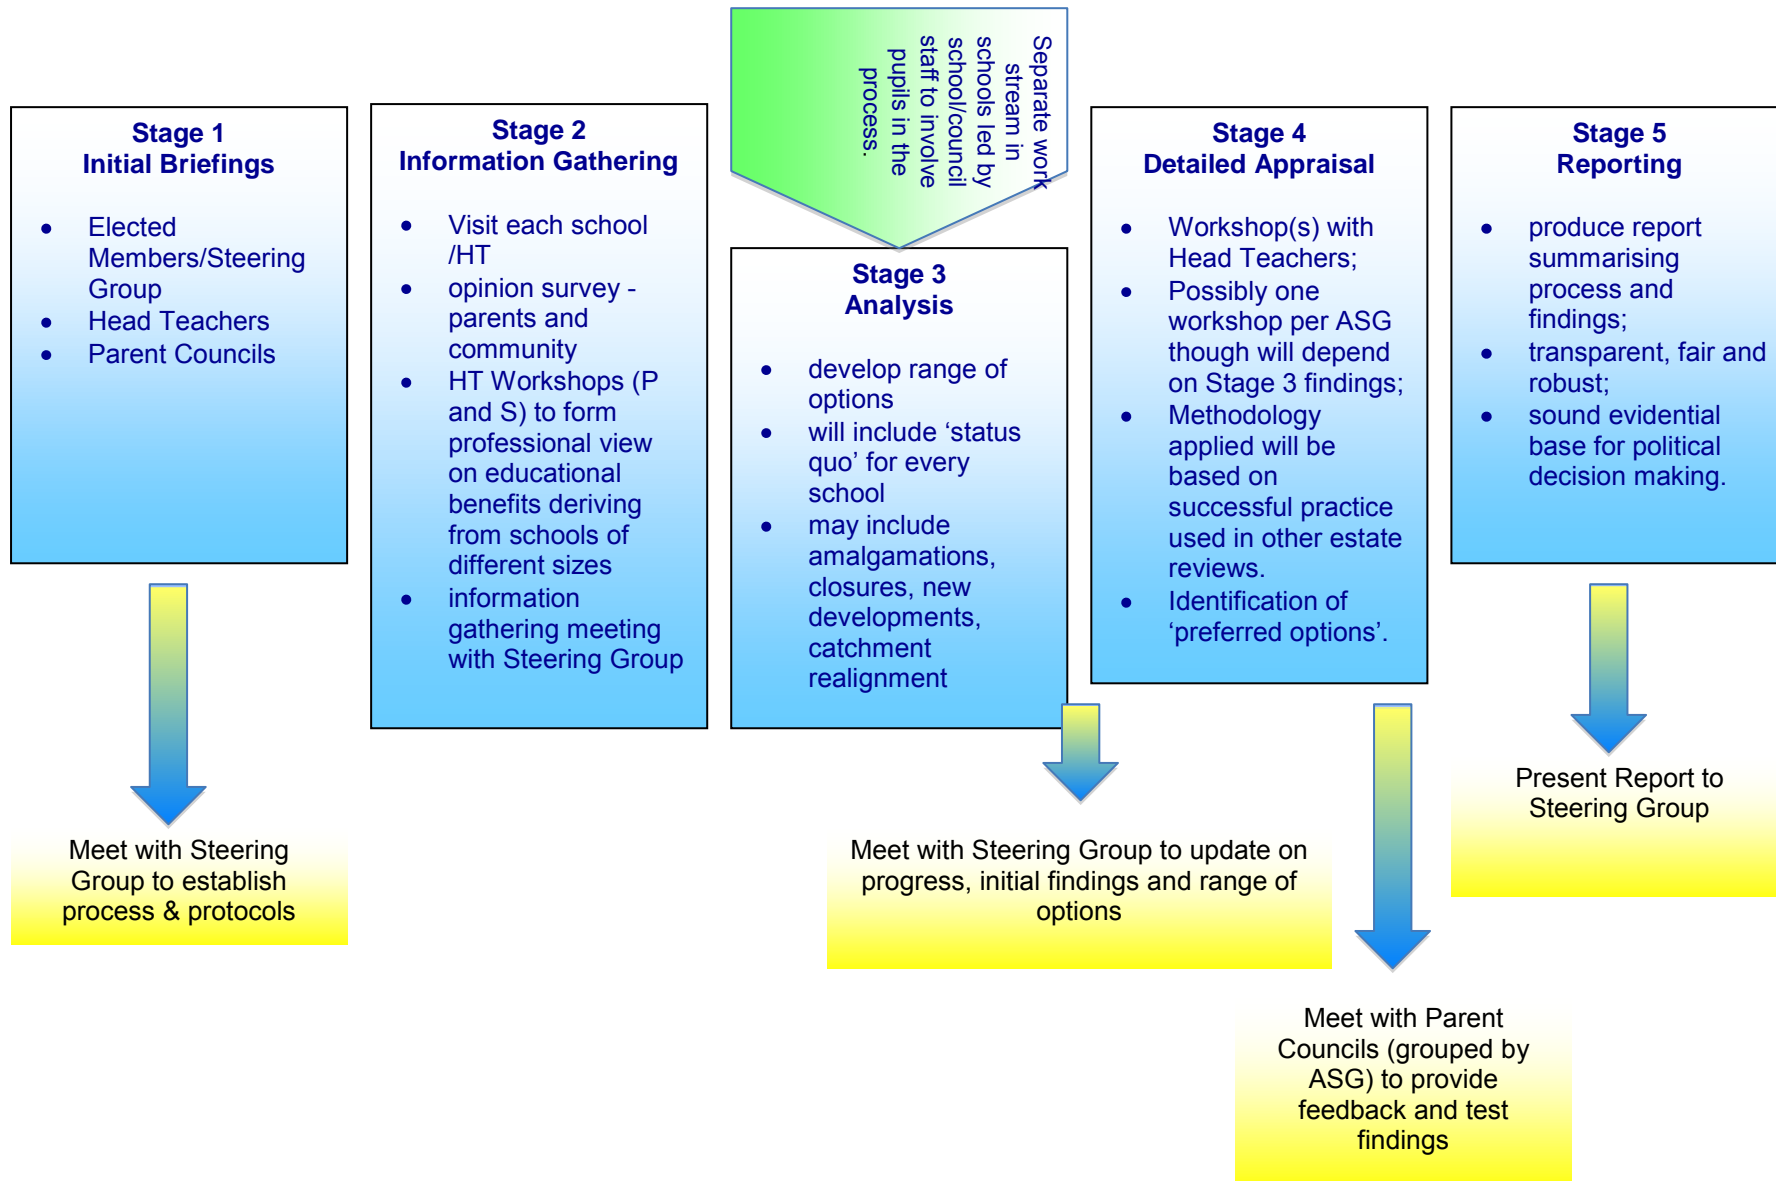 Separate work
stream in
schools led by
school/council
staff to involve
pupils in the
process.
Stage 1
Initial Briefings
• Elected
Members/Steering
Group
• Head Teachers
• Parent Councils
Meet with Steering
Group to establish
process & protocols
Stage 2
Information Gathering
• Visit each school
/HT
• opinion survey -
parents and
community
• HT Workshops (P
and S) to form
professional view
on educational
benefits deriving
from schools of
different sizes
• information
gathering meeting
with Steering Group
Stage 3
Analysis
• develop range of
options
• will include ‘status
quo’ for every
school
• may include
amalgamations,
closures, new
developments,
catchment
realignment
Meet with Steering Group to update on
progress, initial findings and range of
options
Stage 4
Detailed Appraisal
• Workshop(s) with
Head Teachers;
• Possibly one
workshop per ASG
though will depend
on Stage 3 findings;
• Methodology
applied will be
based on
successful practice
used in other estate
reviews.
• Identification of
‘preferred options’.
Meet with Parent
Councils (grouped by
ASG) to provide
feedback and test
findings
Stage 5
Reporting
• produce report
summarising
process and
findings;
• transparent, fair and
robust;
• sound evidential
base for political
decision making.
Present Report to
Steering Group